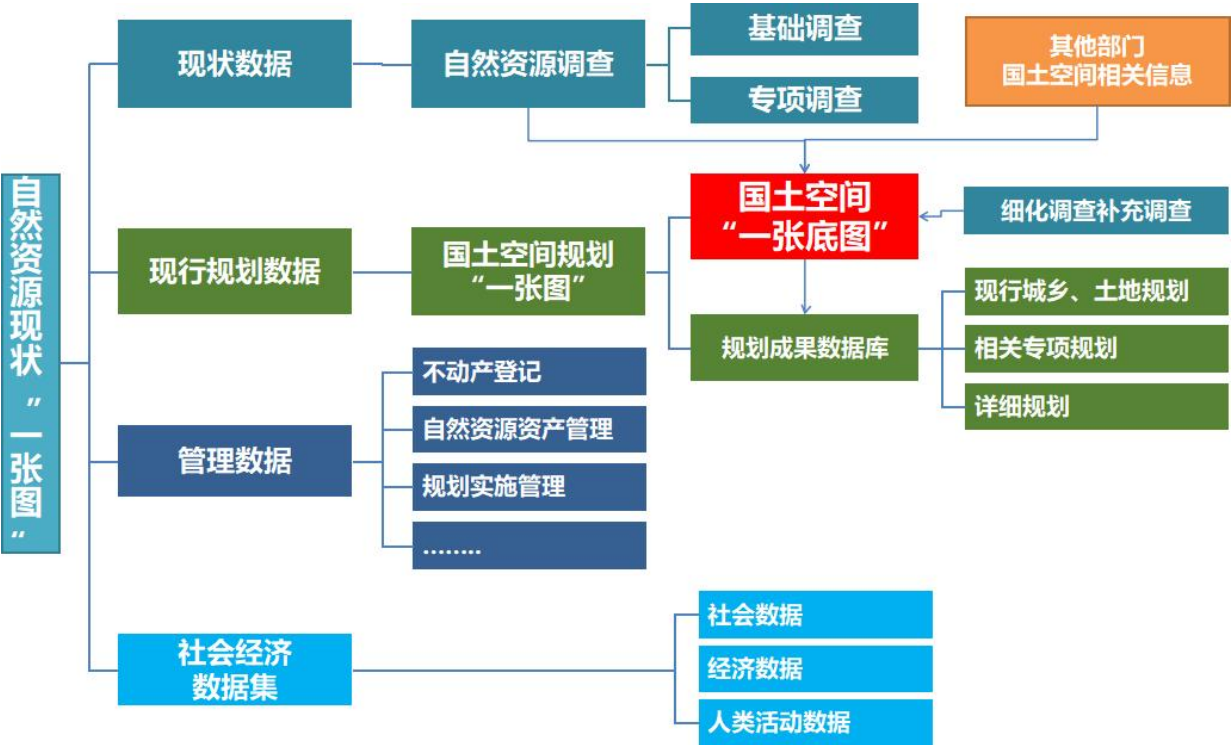 自然资源现状“一张图”
现状数据
自然资源调查
基础调查
专项调查
其他部门
国土空间相关信息
现行规划数据
国土空间规划
“一张图”
国土空间
“一张底图”
细化调查补充调查
规划成果数据库
现行城乡、土地规划
相关专项规划
详细规划
管理数据
不动产登记
自然资源资产管理
规划实施管理
........
社会经济
数据集
社会数据
经济数据
人类活动数据